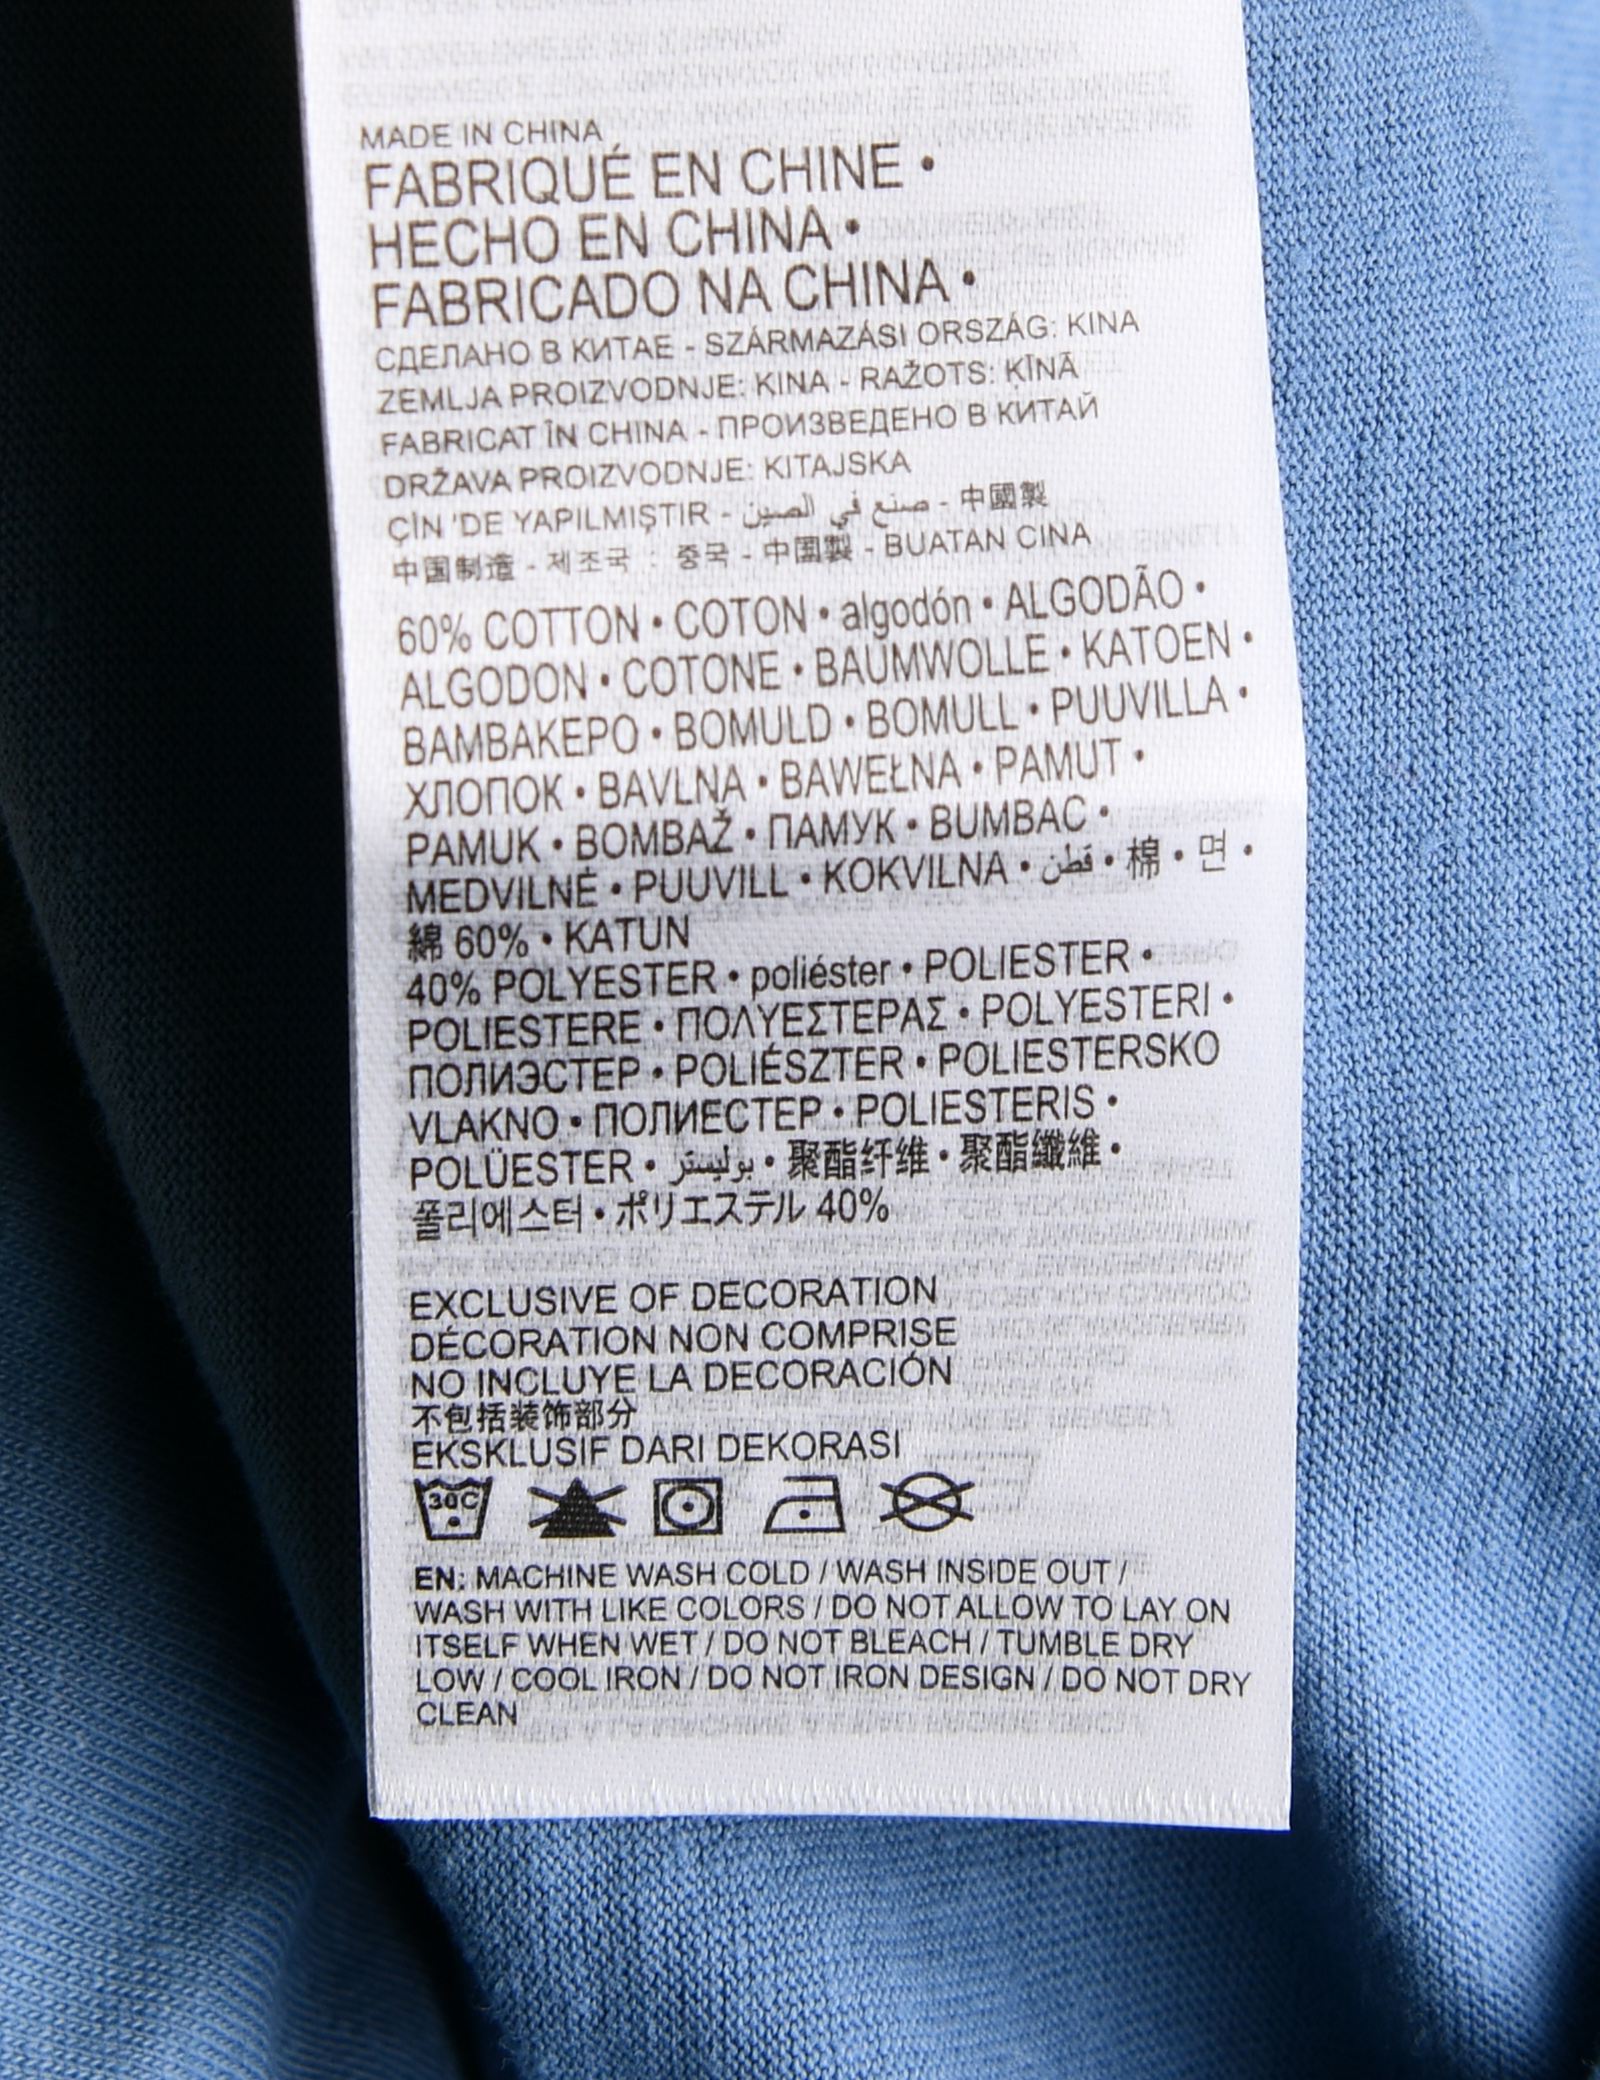 MADE IN CHINA
FABRIQUÉ EN CHINE •
HECHO EN CHINA •
FABRICADO NA CHINA •
СДЕЛАНО В КИТАЕ - SZÁRMAZÁSI ORSZÁG: KINA
ZEMLJA PROIZVODNJE: KINA - RAŽOTS: ĶĪNĀ
FABRICAT ÎN CHINA - ПРОИЗВЕДЕНО В КИТАЙ
DRŽAVA PROIZVODNJE: KITAJSKA
ÇİN 'DE YAPILMIŞTIR - صنع في الصين - 中國製
中国制造 - 제조국 : 중국 - 中国製 - BUATAN CINA
60% COTTON • COTON • algodón • ALGODÃO •
ALGODON • COTONE • BAUMWOLLE • KATOEN •
BAMBAKEPO • BOMULD • BOMULL • PUUVILLA •
ХЛОПОК • BAVLNA • BAWEŁNA • PAMUT •
PAMUK • BOMBAŽ • ПАМУК • BUMBAC •
MEDVILNĖ • PUUVILL • KOKVILNA • قطن • 棉 • 면 •
綿 60% • KATUN
40% POLYESTER • poliéster • POLIESTER •
POLIESTERE • ΠΟΛΥΕΣΤΕΡΑΣ • POLYESTERI •
ПОЛИЭСТЕР • POLIÉSZTER • POLIESTERSKO
VLAKNO • ПОЛИЕСТЕР • POLIESTERIS •
POLÜESTER • بوليستر • 聚酯纤维 • 聚酯纖維 •
폴리에스터 • ポリエステル 40%
EXCLUSIVE OF DECORATION
DÉCORATION NON COMPRISE
NO INCLUYE LA DECORACIÓN
不包括装饰部分
EKSKLUSIF DARI DEKORASI
30C
EN: MACHINE WASH COLD / WASH INSIDE OUT /
WASH WITH LIKE COLORS / DO NOT ALLOW TO LAY ON
ITSELF WHEN WET / DO NOT BLEACH / TUMBLE DRY
LOW / COOL IRON / DO NOT IRON DESIGN / DO NOT DRY
CLEAN